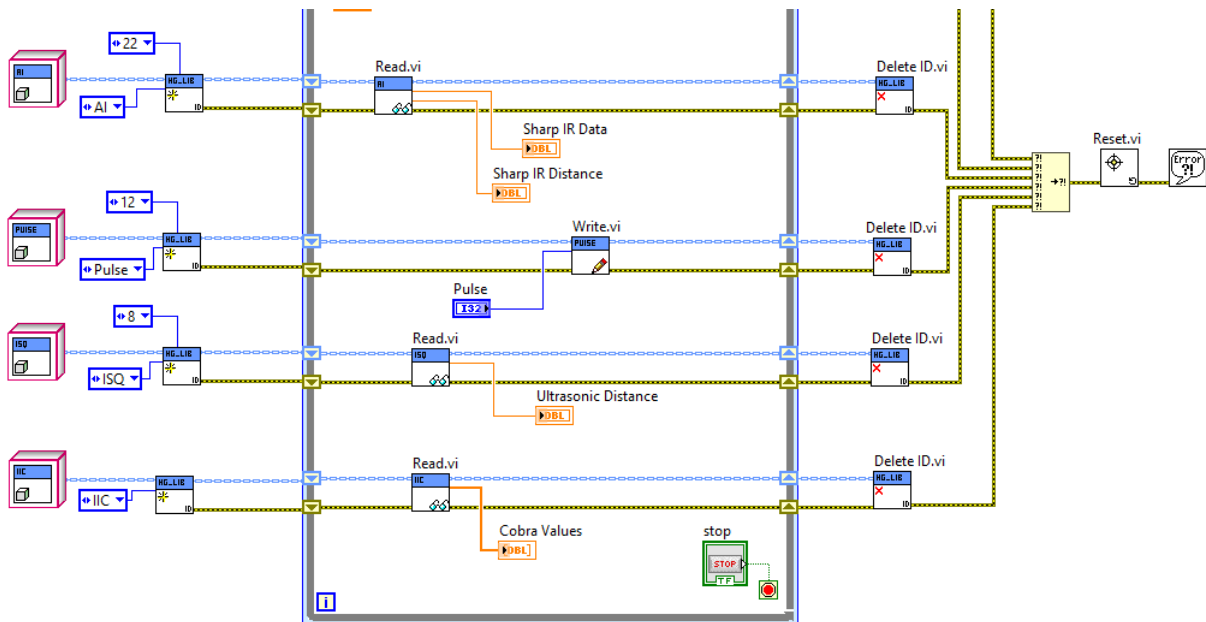 22
AI
HG_LIB
ID
AI
Read.vi
AI
Sharp IR Data
DBL
Sharp IR Distance
DBL
Delete ID.vi
HG_LIB
ID
Reset.vi
Error
?!
?!
?!
?!
?!
?!
?!
→?!
12
PULSE
HG_LIB
ID
Pulse
Write.vi
PULSE
Pulse
I32
Delete ID.vi
HG_LIB
ID
8
ISQ
HG_LIB
ID
ISQ
Read.vi
ISQ
Ultrasonic Distance
DBL
Delete ID.vi
HG_LIB
ID
IIC
HG_LIB
ID
IIC
Read.vi
IIC
Cobra Values
[DBL]
Delete ID.vi
HG_LIB
ID
stop
STOP
TF
i